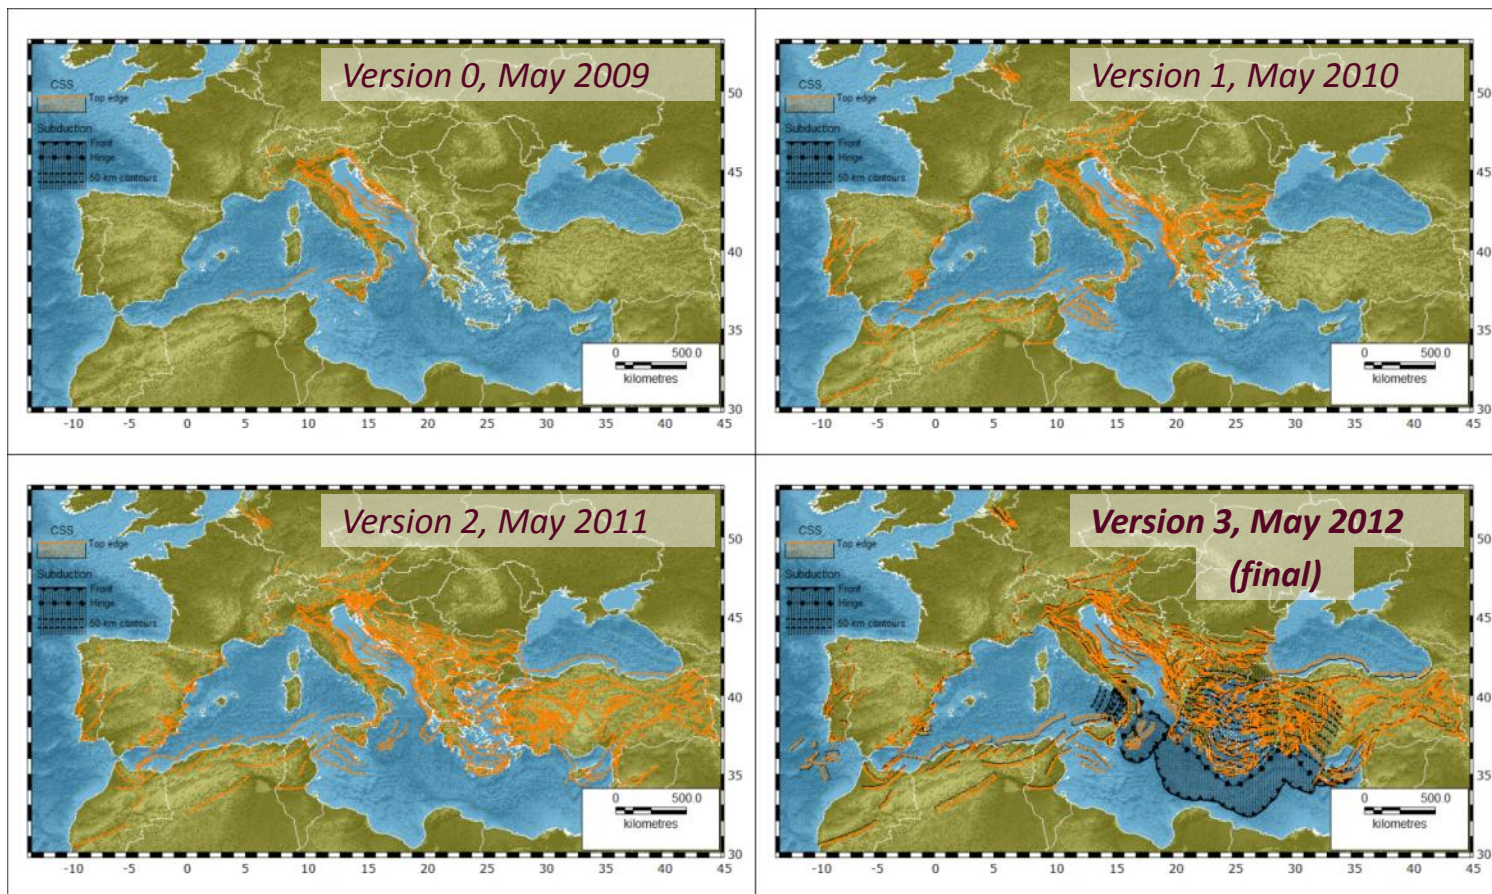 Version 0, May 2009
CSS
Top edge
Subduction
Front
Hinge
50-km contours
50
45
40
35
30
0 500.0
kilometres
-10 -5 0 5 10 15 20 25 30 35 40 45
Version 1, May 2010
CSS
Top edge
Subduction
Front
Hinge
50-km contours
50
45
40
35
30
0 500.0
kilometres
-10 -5 0 5 10 15 20 25 30 35 40 45
Version 2, May 2011
CSS
Top edge
Subduction
Front
Hinge
50-km contours
50
45
40
35
30
0 500.0
kilometres
-10 -5 0 5 10 15 20 25 30 35 40 45
Version 3, May 2012
(final)
CSS
Top edge
Subduction
Front
Hinge
50-km contours
50
45
40
35
30
0 500.0
kilometres
-10 -5 0 5 10 15 20 25 30 35 40 45